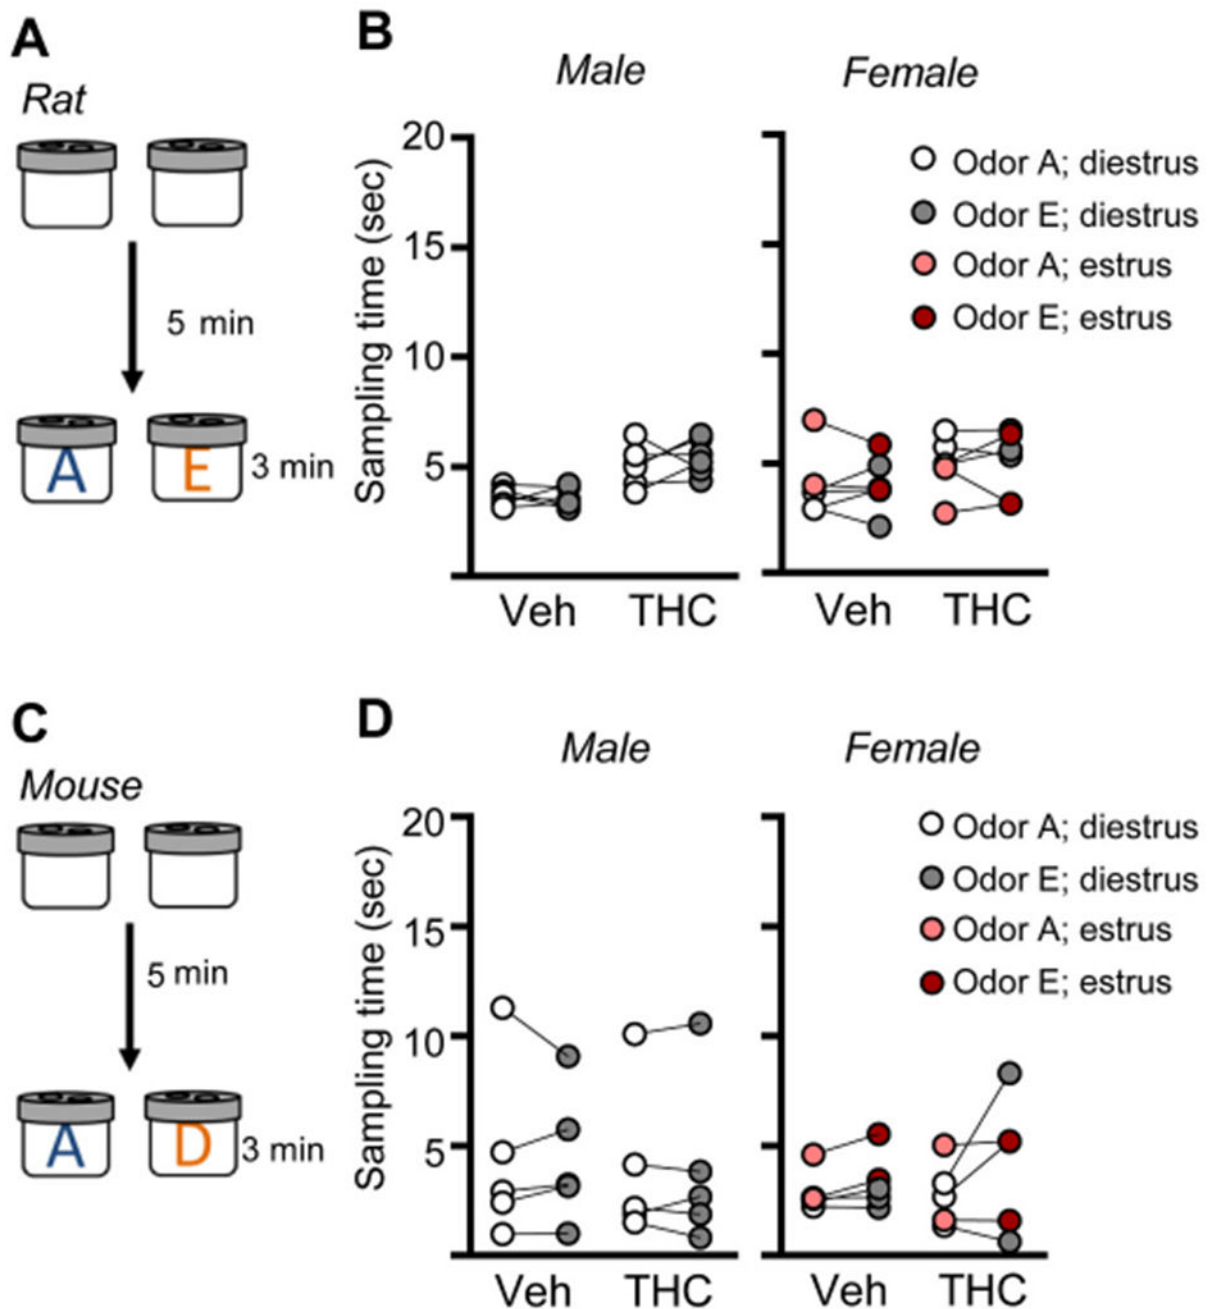 A
Rat
5 min
A
E
3 min
B
Male
Female
Sampling time (sec)
20
15
10
5
Odor A; diestrus
Odor E; diestrus
Odor A; estrus
Odor E; estrus
Veh
THC
Veh
THC
C
Mouse
5 min
A
D
3 min
D
Male
Female
Sampling time (sec)
20
15
10
5
Odor A; diestrus
Odor E; diestrus
Odor A; estrus
Odor E; estrus
Veh
THC
Veh
THC